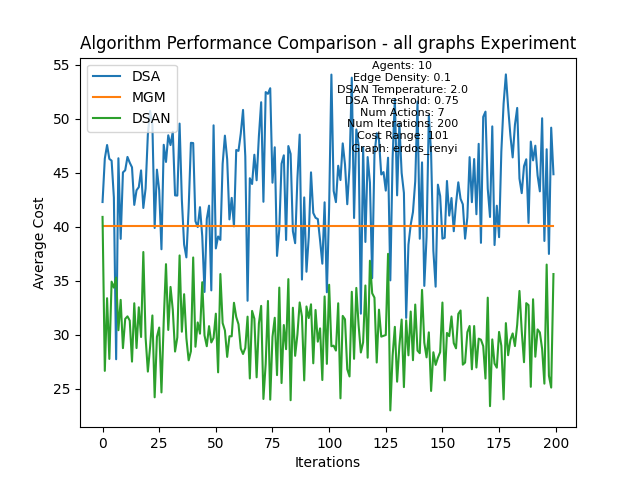 Algorithm Performance Comparison - all graphs Experiment
DSA
MGM
DSAN
Agents: 10
Edge Density: 0.1
DSAN Temperature: 2.0
DSA Threshold: 0.75
Num Actions: 7
Num Iterations: 200
Cost Range: 101
Graph: erdos_renyi
Average Cost
55
50
45
40
35
30
25
0
25
50
75
100
125
150
175
200
Iterations